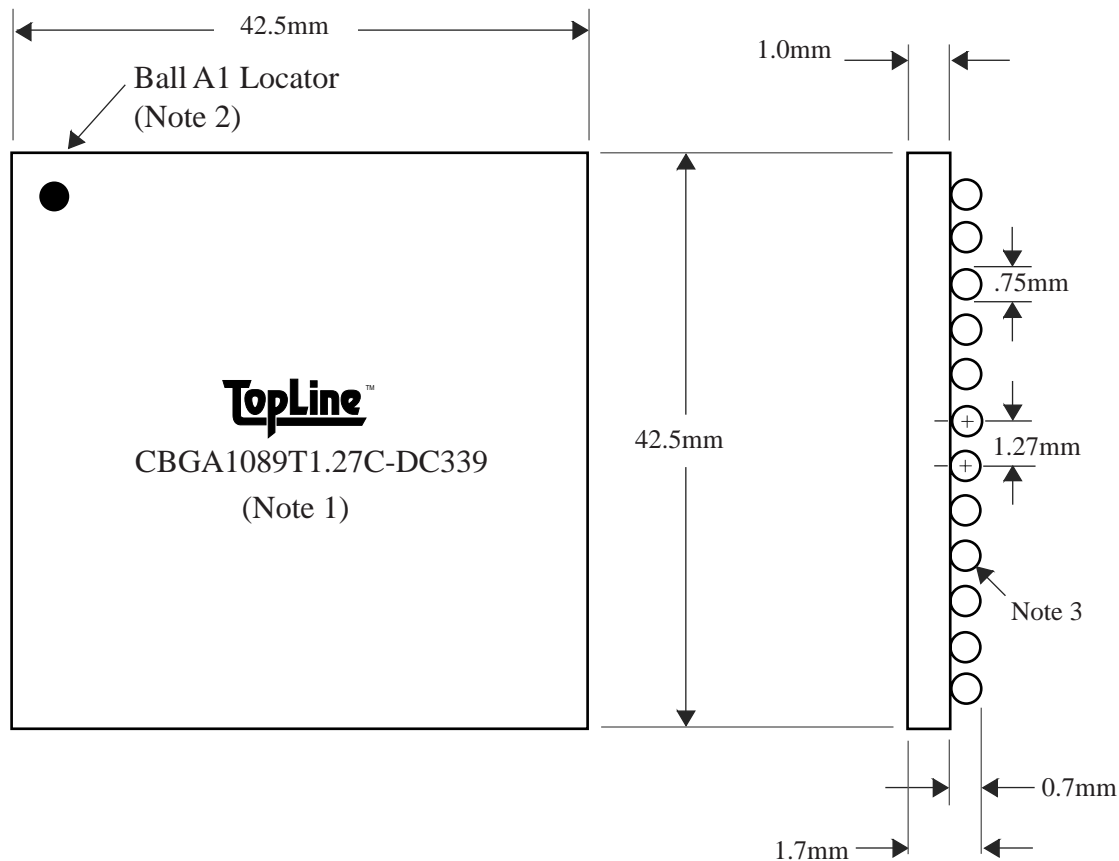 42.5mm
1.0mm
Ball A1 Locator
(Note 2)
.75mm
TopLine™
CBGA1089T1.27C-DC339
(Note 1)
42.5mm
1.27mm
Note 3
0.7mm
1.7mm